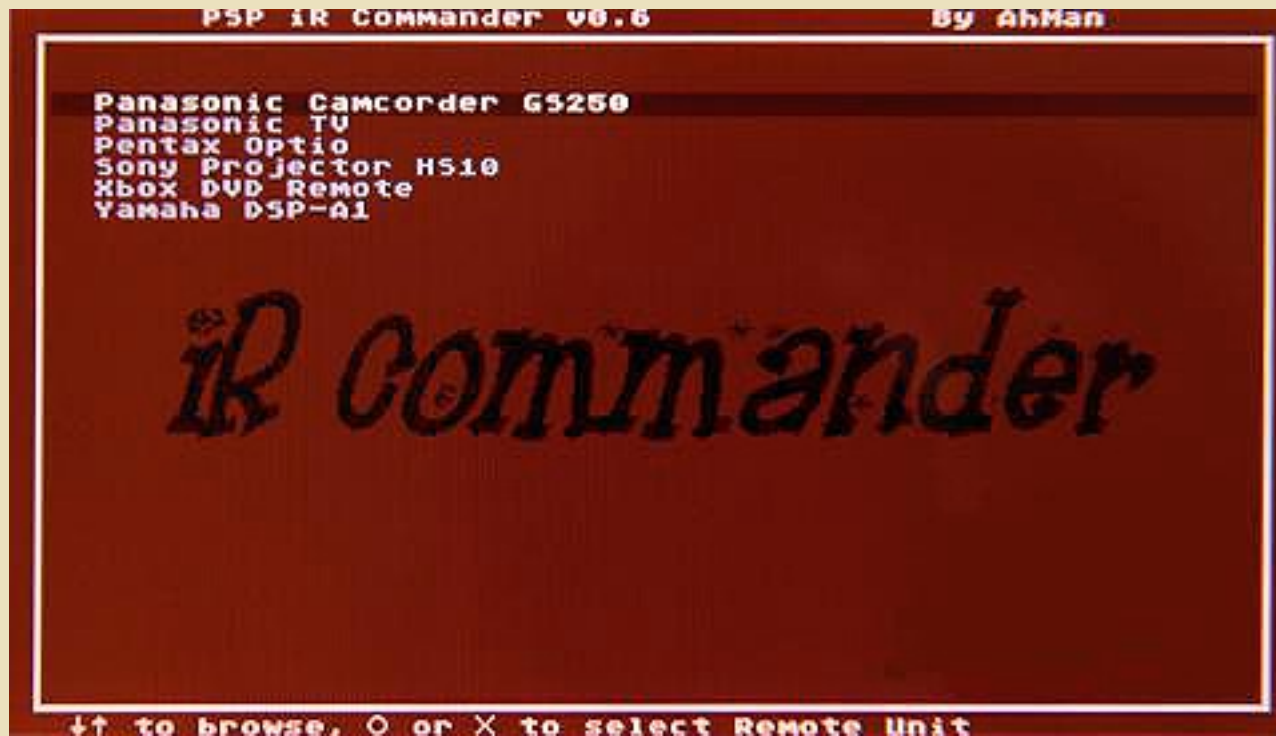 PSP iR Commander v0.6 By AhMan
Panasonic Camcorder GS250
Panasonic TV
Pentax Optio
Sony Projector HS10
Xbox DVD Remote
Yamaha DSP-A1
iR Commander
↓↑ to browse, O or X to select Remote Unit